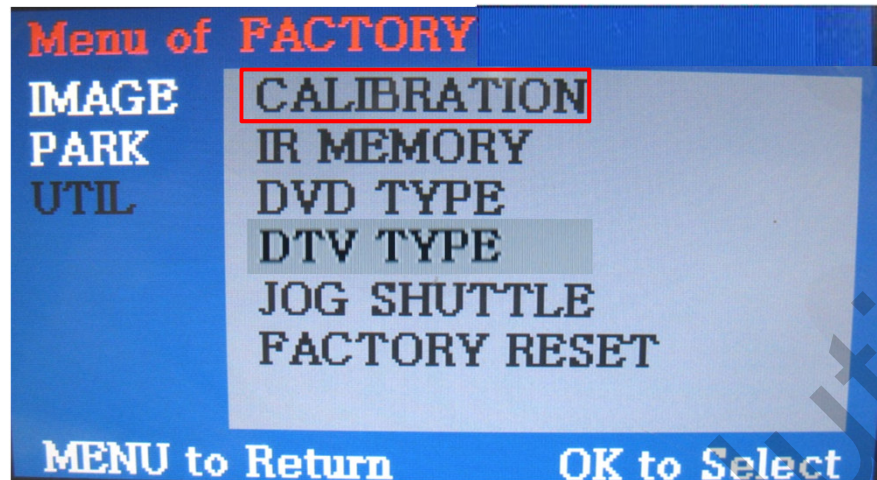 Menu of FACTORY
IMAGE
PARK
UTIL
CALIBRATION
IR MEMORY
DVD TYPE
DTV TYPE
JOG SHUTTLE
FACTORY RESET
MENU to Return
OK to Select